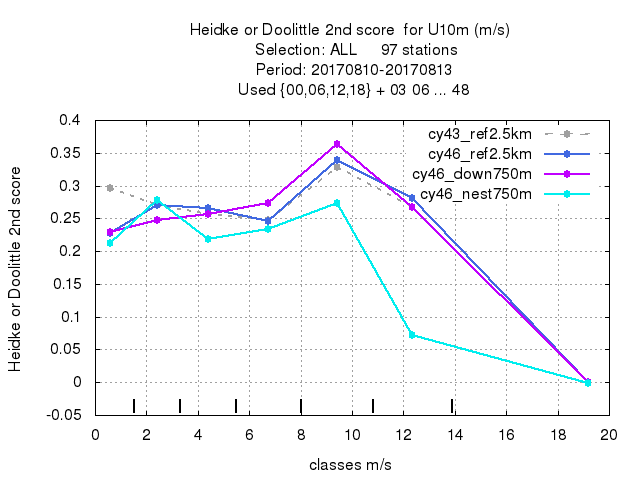 Heidke or Doolittle 2nd score  for U10m (m/s)
Selection: ALL     97 stations
Period: 20170810-20170813
Used {00,06,12,18} + 03 06 ... 48
cy43_ref2.5km
cy46_ref2.5km
cy46_down750m
cy46_nest750m
Heidke or Doolittle 2nd score
0.4
0.35
0.3
0.25
0.2
0.15
0.1
0.05
0
-0.05
0 2 4 6 8 10 12 14 16 18 20
classes m/s